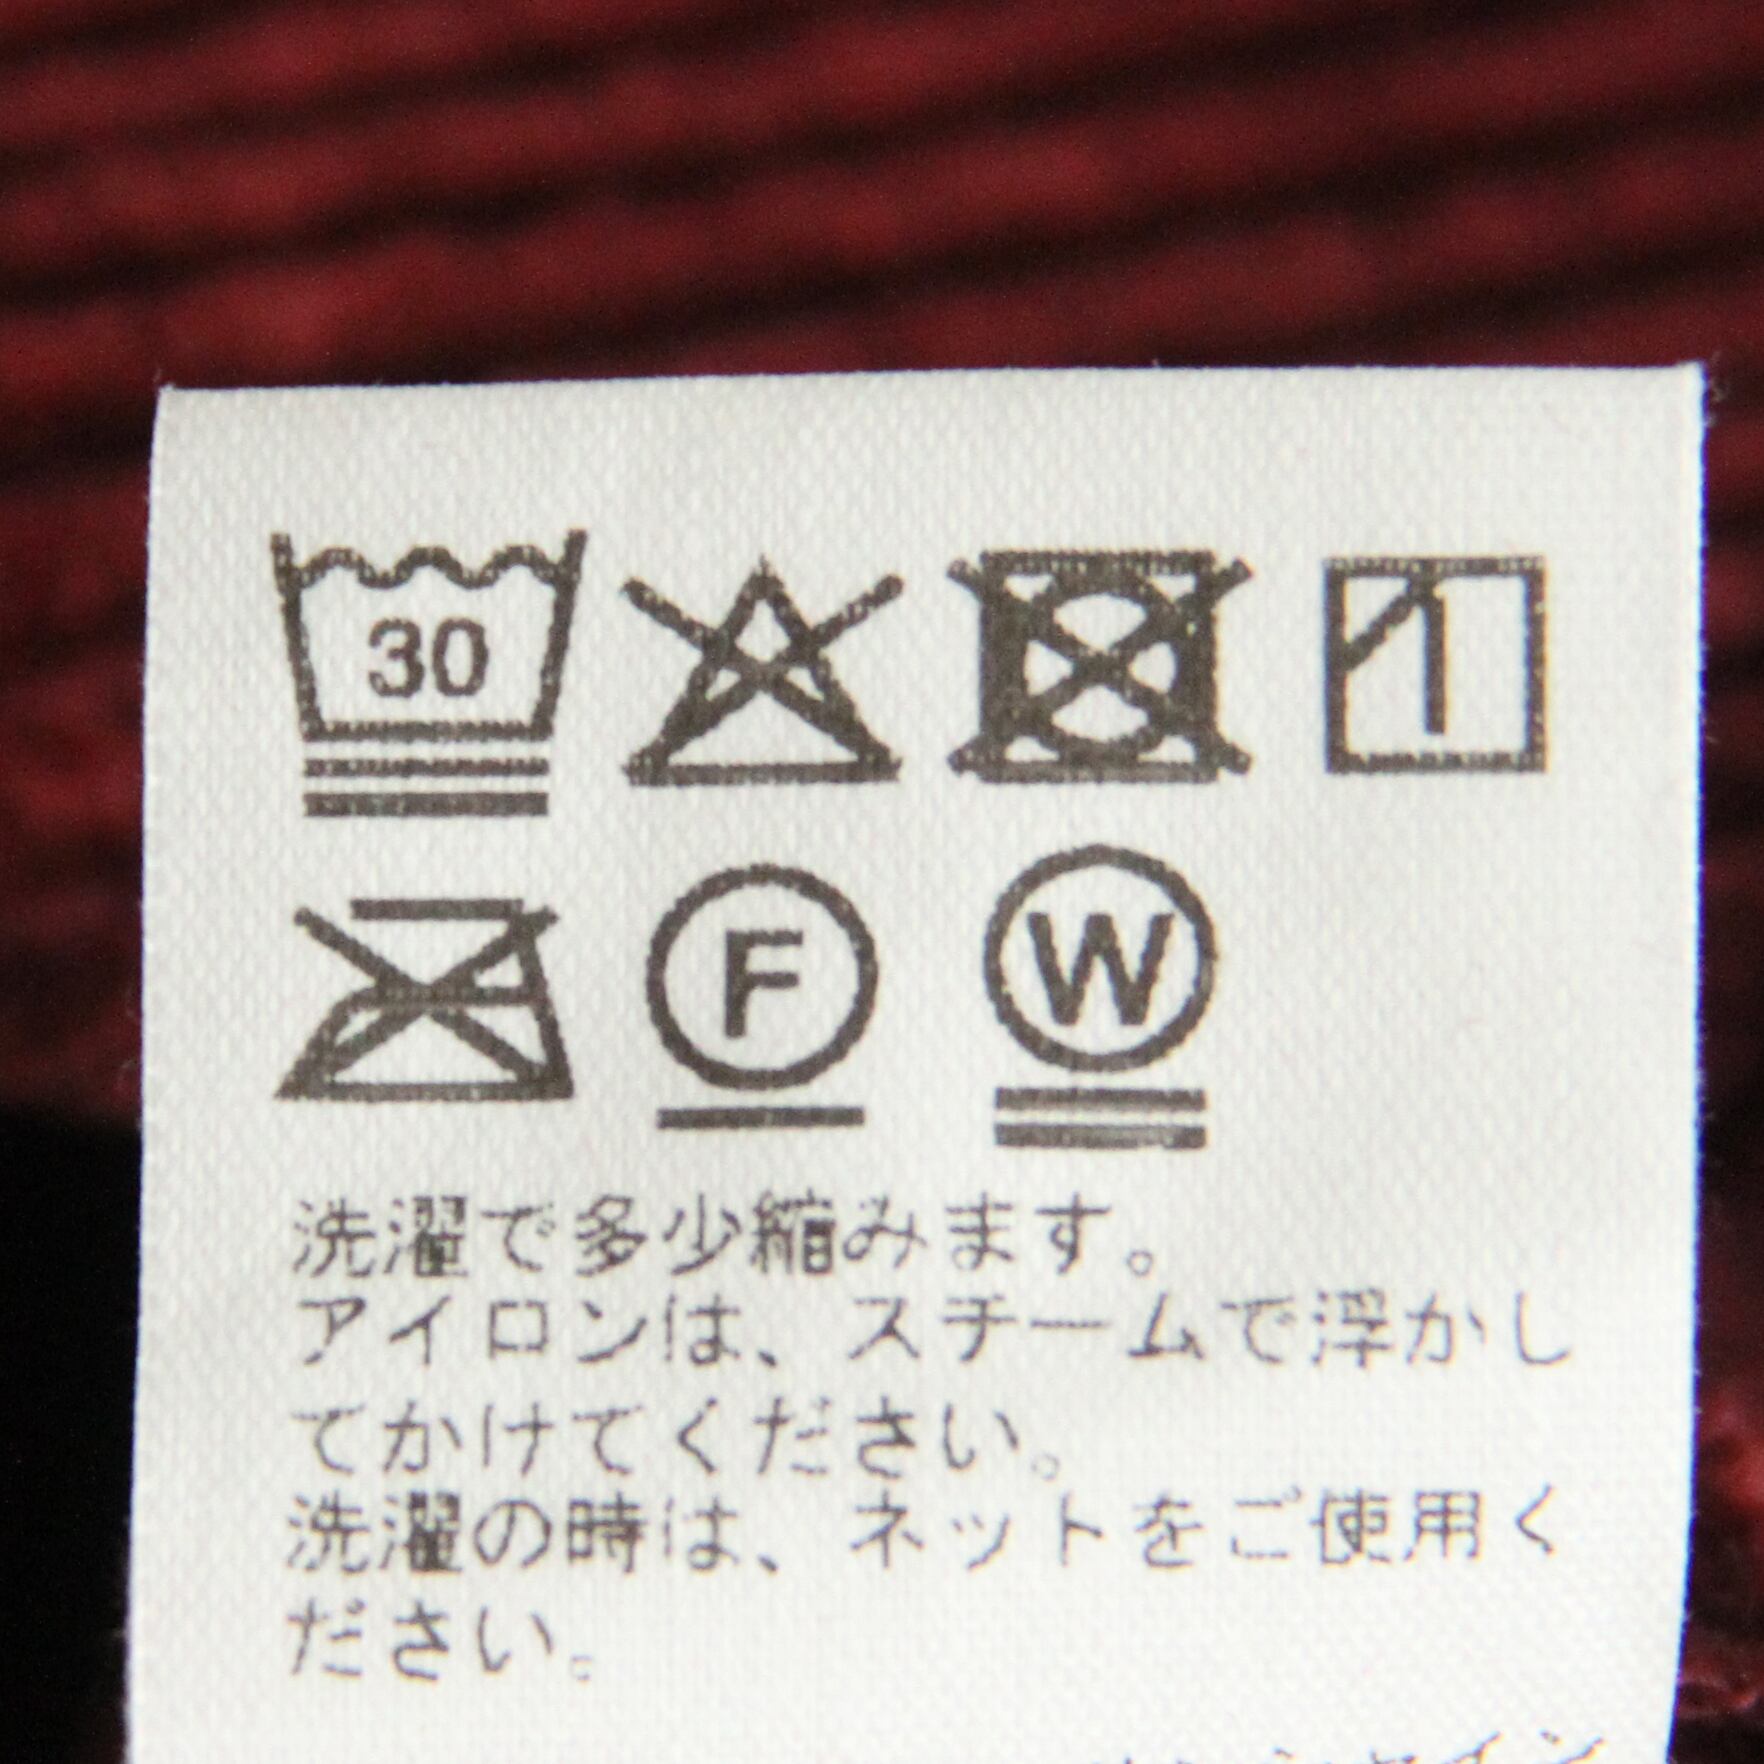 30
F
W
洗濯で多少縮みます。
アイロンは、スチームで浮かし
てかけてください。
洗濯の時は、ネットをご使用く
ださい。